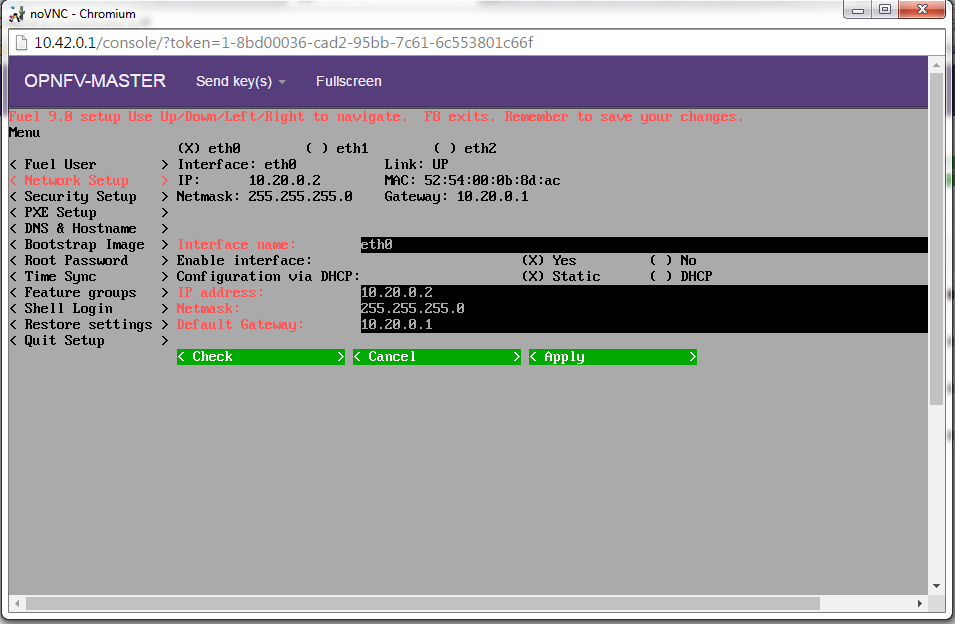 noVNC - Chromium
10.42.0.1/console/?token=1-8bd00036-cad2-95bb-7c61-6c553801c66f
OPNFV-MASTER Send key(s) Fullscreen
Fuel 9.0 setup Use Up/Down/Left/Right to navigate.  F8 exits. Remember to save your changes.
Menu
(X) eth0 ( ) eth1 ( ) eth2
< Fuel User > Interface: eth0 Link: UP
< Network Setup > IP: 10.20.0.2 MAC: 52:54:00:0b:8d:ac
< Security Setup > Netmask: 255.255.255.0 Gateway: 10.20.0.1
< PXE Setup >
< DNS & Hostname >
< Bootstrap Image > Interface name: eth0
< Root Password > Enable interface: (X) Yes ( ) No
< Time Sync > Configuration via DHCP: (X) Static ( ) DHCP
< Feature groups > IP address: 10.20.0.2
< Shell Login > Netmask: 255.255.255.0
< Restore settings > Default Gateway: 10.20.0.1
< Quit Setup >
< Check > < Cancel > < Apply >